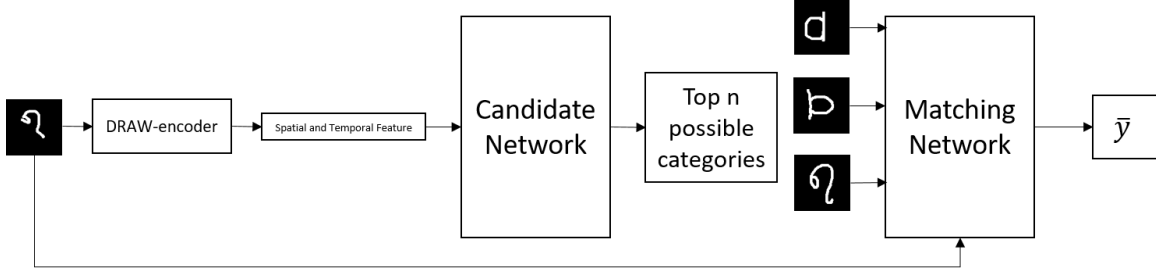 DRAW-encoder
Spatial and Temporal Feature
Candidate
Network
Top n
possible
categories
Matching
Network
ȳ